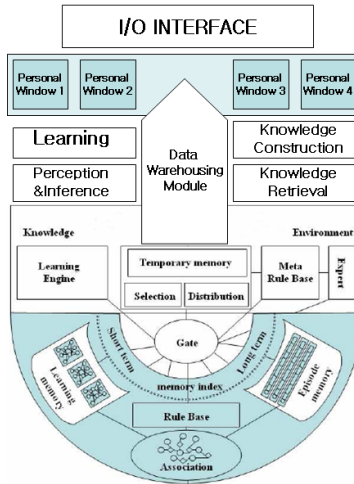 I/O INTERFACE
Personal
Window 1
Personal
Window 2
Personal
Window 3
Personal
Window 4
Learning
Perception
&Inference
Data
Warehousing
Module
Knowledge
Construction
Knowledge
Retrieval
Knowledge
Environment
Learning
Engine
Temporary memory
Selection
Distribution
Meta
Rule Base
Expert
Short term
Gate
Long term
memory index
Learning
memory
Episode
memory
Rule Base
Association